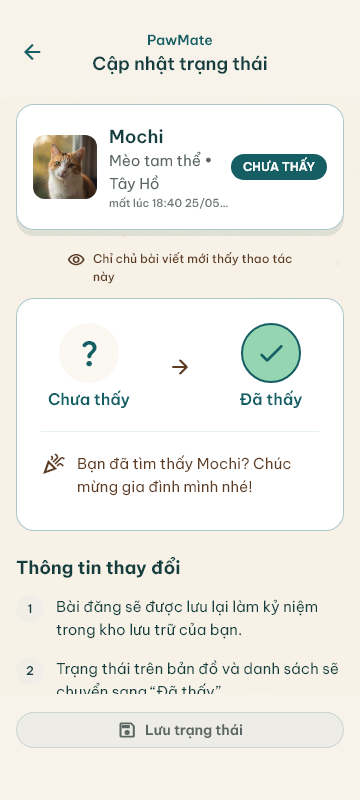 PawMate
Cập nhật trạng thái
Mochi
Mèo tam thể •
Tây Hồ
mất lúc 18:40 25/05...
CHƯA THẤY
Chỉ chủ bài viết mới thấy thao tác
này
?
Chưa thấy
Đã thấy
Bạn đã tìm thấy Mochi? Chúc
mừng gia đình mình nhé!
Thông tin thay đổi
1
Bài đăng sẽ được lưu lại làm kỷ niệm
trong kho lưu trữ của bạn.
2
Trạng thái trên bản đồ và danh sách sẽ
chuyển sang “Đã thấy”
Lưu trạng thái